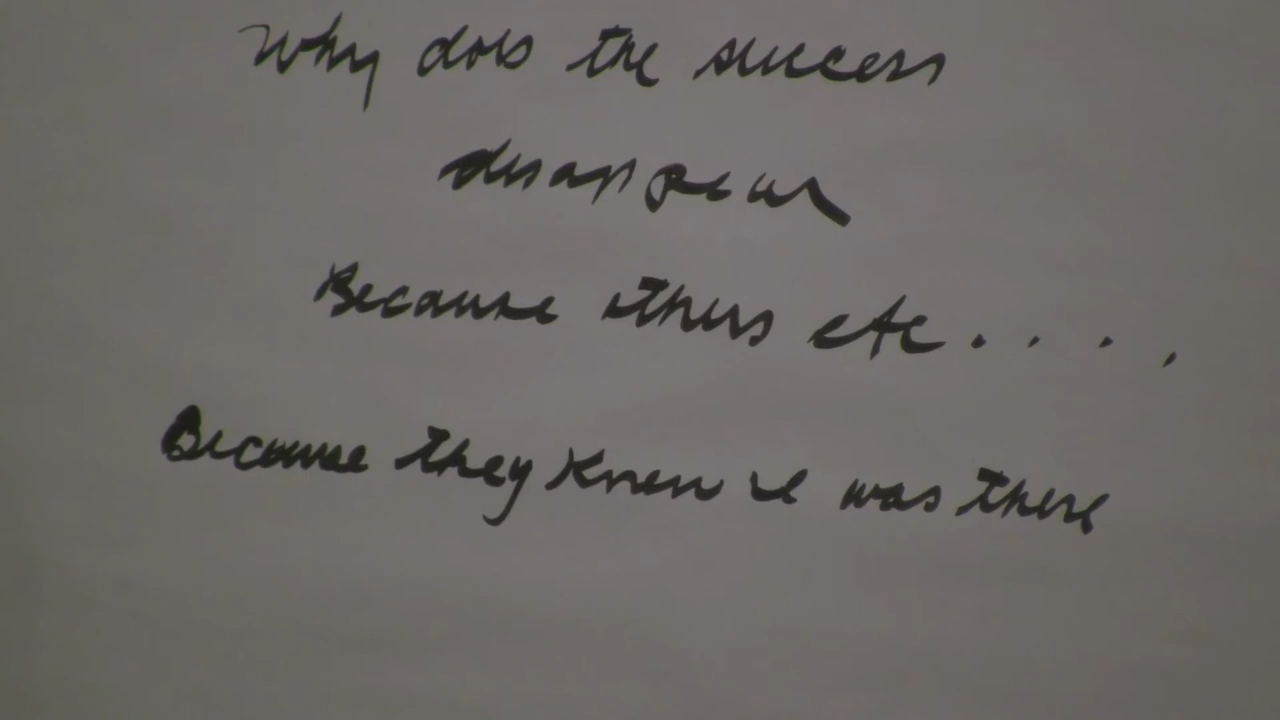 Why does the success
disappear
Because others etc....
Because they knew it was there